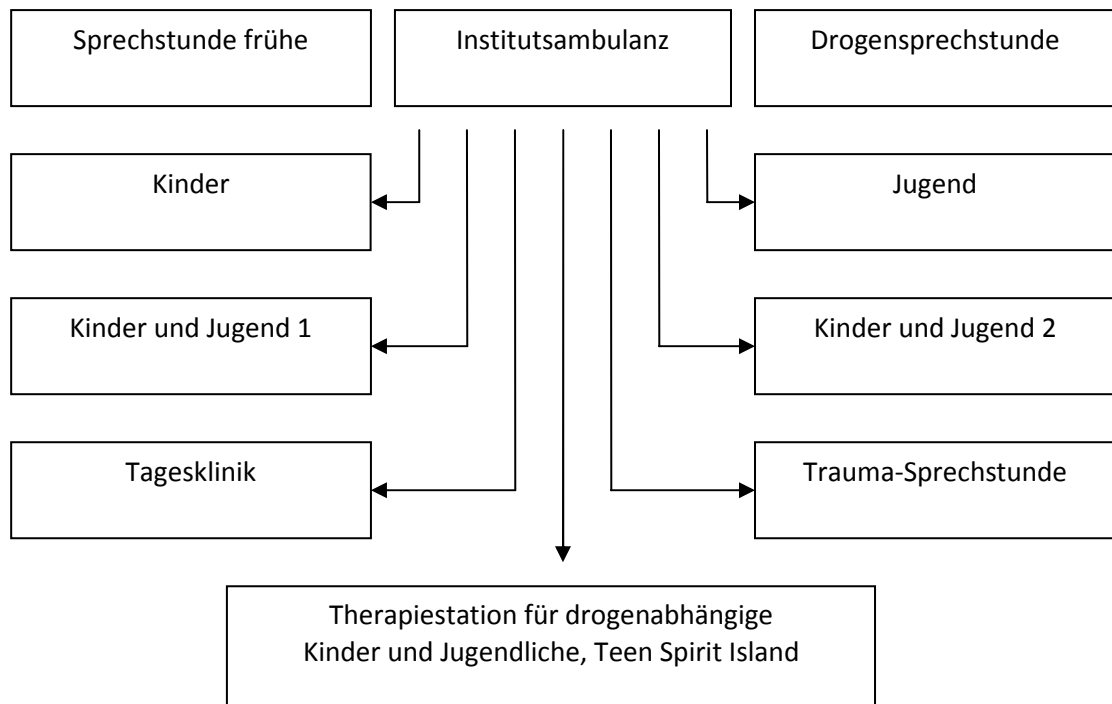 Sprechstunde frühe
Institutsambulanz
Drogensprechstunde
Kinder
Jugend
Kinder und Jugend 1
Kinder und Jugend 2
Tagesklinik
Trauma-Sprechstunde
Therapiestation für drogenabhängige
Kinder und Jugendliche, Teen Spirit Island